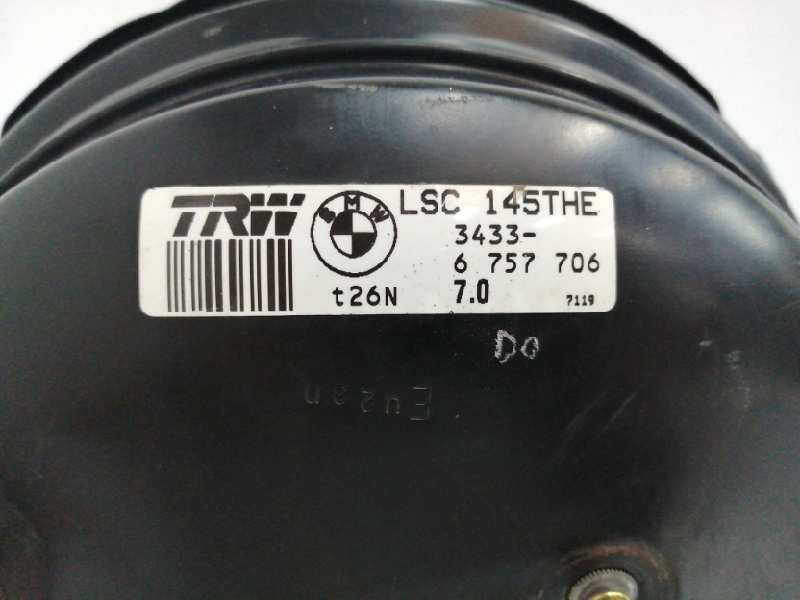 TRW BMW LSC 145THE
3433-
6 757 706
t26N 7.0 7119
DO